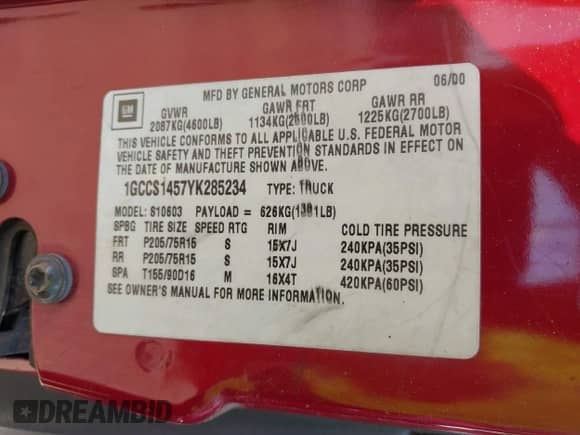 GM
MFD BY GENERAL MOTORS CORP 06/00
GVWR GAWR FRT GAWR RR
2087KG(4600LB) 1134KG(2500LB) 1225KG(2700LB)
THIS VEHICLE CONFORMS TO ALL APPLICABLE U.S. FEDERAL MOTOR
VEHICLE SAFETY AND THEFT PREVENTION STANDARDS IN EFFECT ON
THE DATE OF MANUFACTURE SHOWN ABOVE.
1GCCS1457YK285234 TYPE: TRUCK
MODEL: S10603 PAYLOAD = 626KG(1381LB)
SPBG TIRE SIZE SPEED RTG RIM COLD TIRE PRESSURE
FRT P205/75R15 S 15X7J 240KPA(35PSI)
RR P205/75R15 S 15X7J 240KPA(35PSI)
SPA T155/90D16 M 16X4T 420KPA(60PSI)
SEE OWNER'S MANUAL FOR MORE INFORMATION.
DREAMBID